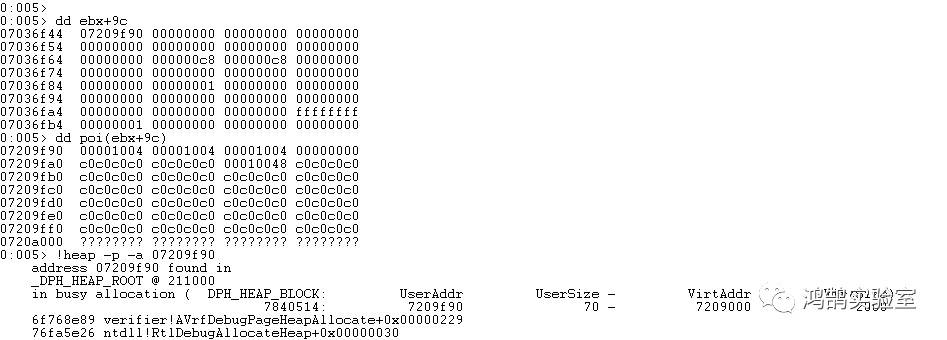 0:005>
0:005> dd ebx+9c
07036f44  07209f90 00000000 00000000 00000000
07036f54  00000000 00000000 00000000 00000000
07036f64  00000000 000000c8 000000c8 00000000
07036f74  00000000 00000000 00000000 00000000
07036f84  00000000 00000001 00000000 00000000
07036f94  00000000 00000000 00000000 00000000
07036fa4  00000000 00000000 00000000 ffffffff
07036fb4  00000001 00000000 00000000 00000000
0:005> dd poi(ebx+9c)
07209f90  00001004 00001004 00001004 00000000
07209fa0  c0c0c0c0 c0c0c0c0 00010048 c0c0c0c0
07209fb0  c0c0c0c0 c0c0c0c0 c0c0c0c0 c0c0c0c0
07209fc0  c0c0c0c0 c0c0c0c0 c0c0c0c0 c0c0c0c0
07209fd0  c0c0c0c0 c0c0c0c0 c0c0c0c0 c0c0c0c0
07209fe0  c0c0c0c0 c0c0c0c0 c0c0c0c0 c0c0c0c0
07209ff0  c0c0c0c0 c0c0c0c0 c0c0c0c0 c0c0c0c0
0720a000  ???????? ???????? ???????? ????????
0:005> !heap -p -a 07209f90
address 07209f90 found in
_DPH_HEAP_ROOT @ 211000
in busy allocation (  DPH_HEAP_BLOCK:         UserAddr         UserSize -         VirtAddr
7840514:          7209f90               70 -          7209000             2000
6f768e89 verifier!AVrfDebugPageHeapAllocate+0x00000229
76fa5e26 ntdll!RtlDebugAllocateHeap+0x00000030
鸿鹄实验室